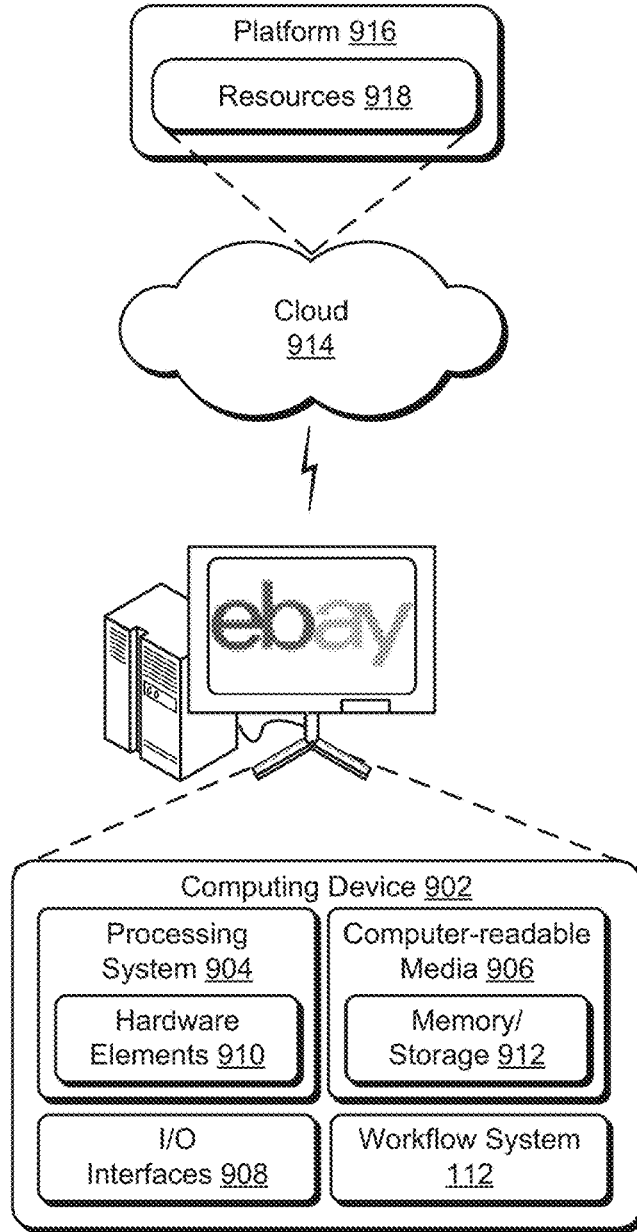 Platform 916
Resources 918
Cloud
914
ebay
Computing Device 902
Processing
System 904
Hardware
Elements 910
Computer-readable
Media 906
Memory/
Storage 912
I/O
Interfaces 908
Workflow System
112